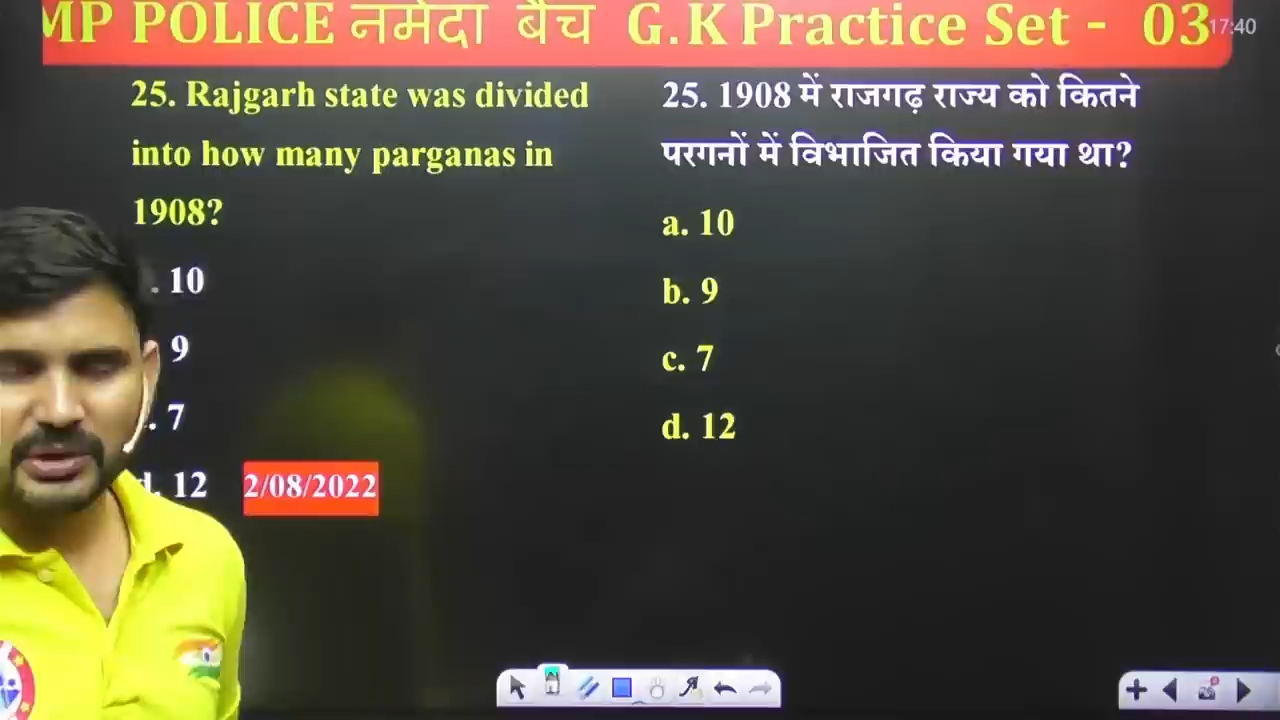 MP POLICE नर्मदा बैच G.K Practice Set - 03
17:40
25. Rajgarh state was divided
into how many parganas in
1908?
. 10
9
. 7
d. 12
2/08/2022
25. 1908 में राजगढ़ राज्य को कितने
परगनों में विभाजित किया गया था?
a. 10
b. 9
c. 7
d. 12